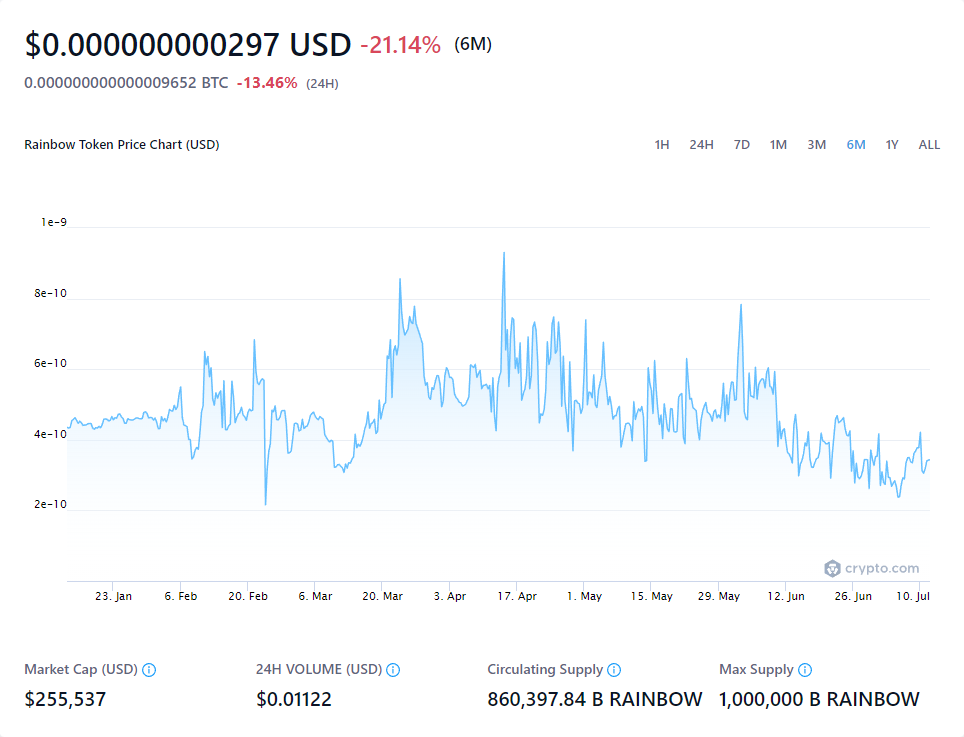 $0.000000000297 USD -21.14% (6M)
0.000000000000009652 BTC -13.46% (24H)
Rainbow Token Price Chart (USD) 1H 24H 7D 1M 3M 6M 1Y ALL
1e-9
8e-10
6e-10
4e-10
2e-10
crypto.com
23. Jan 6. Feb 20. Feb 6. Mar 20. Mar 3. Apr 17. Apr 1. May 15. May 29. May 12. Jun 26. Jun 10. Jul
Market Cap (USD) 24H VOLUME (USD) Circulating Supply Max Supply
$255,537 $0.01122 860,397.84 B RAINBOW 1,000,000 B RAINBOW